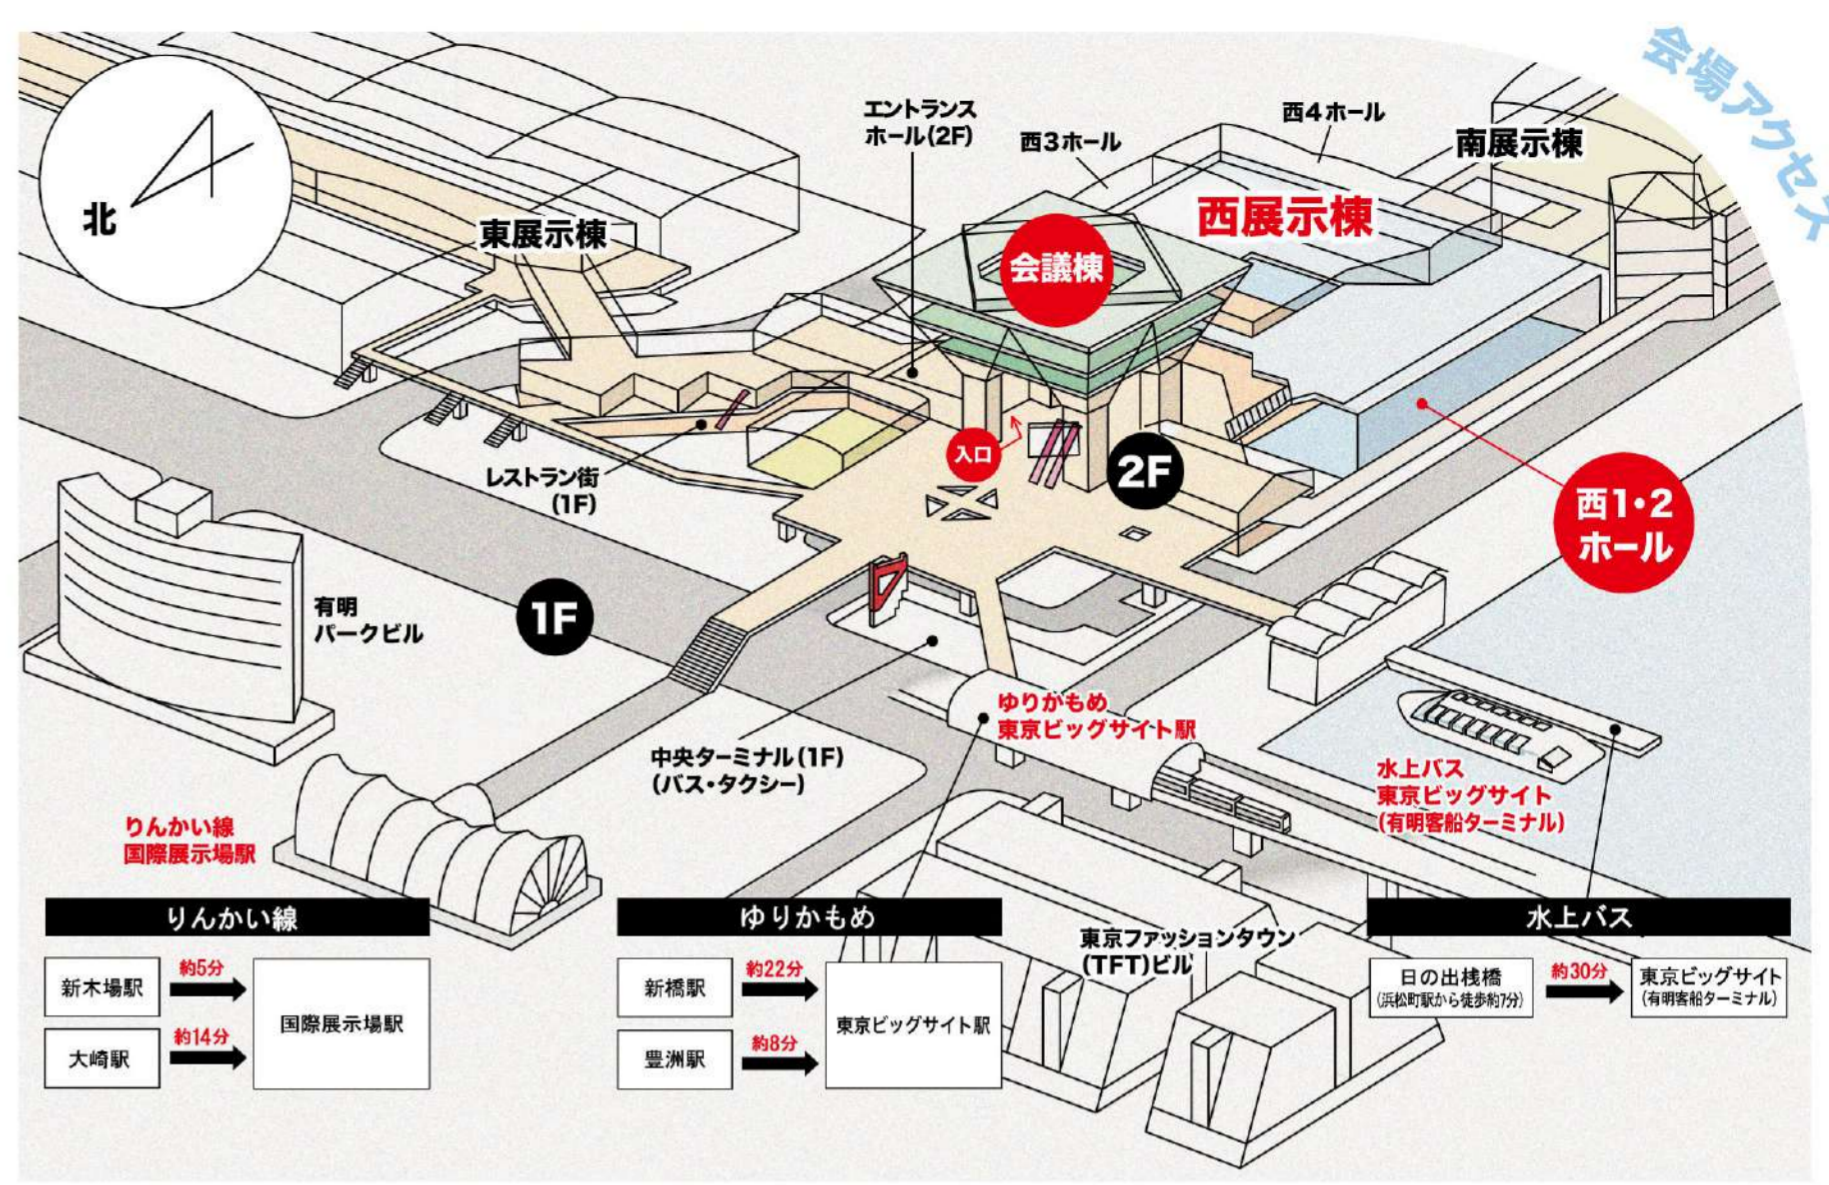 会場アクセス
北
エントランス
ホール(2F)
西3ホール
西4ホール
南展示棟
東展示棟
西展示棟
会議棟
入口
2F
レストラン街
(1F)
西1・2
ホール
有明
パークビル
1F
中央ターミナル(1F)
(バス・タクシー)
ゆりかもめ
東京ビッグサイト駅
水上バス
東京ビッグサイト
(有明客船ターミナル)
りんかい線
国際展示場駅
東京ファッションタウン
(TFT)ビル
りんかい線
新木場駅
約5分
大崎駅
約14分
国際展示場駅
ゆりかもめ
新橋駅
約22分
豊洲駅
約8分
東京ビッグサイト駅
水上バス
日の出桟橋
(浜松町駅から徒歩約7分)
約30分
東京ビッグサイト
(有明客船ターミナル)